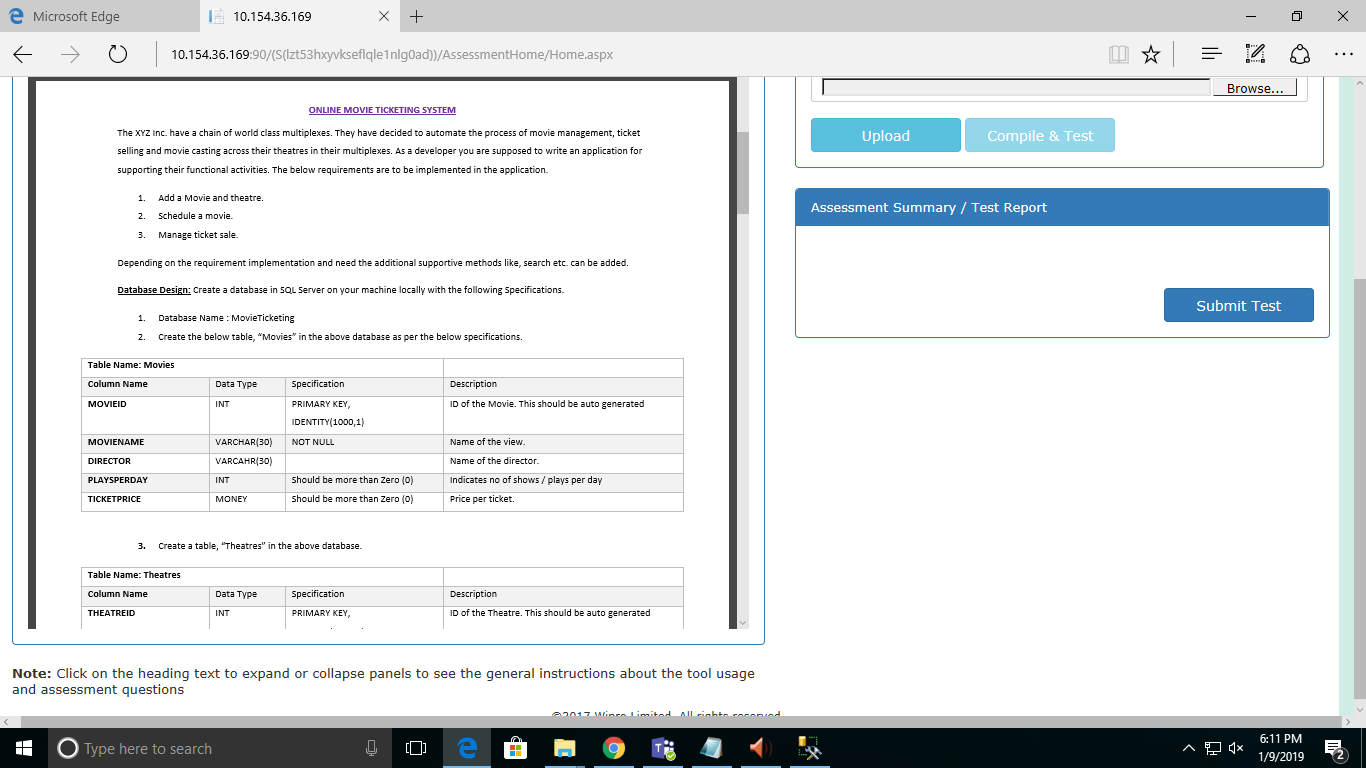 Microsoft Edge
10.154.36.169
10.154.36.169:90/(S(lzt53hxyvkseflqle1nlg0ad))/AssessmentHome/Home.aspx
ONLINE MOVIE TICKETING SYSTEM
The XYZ Inc. have a chain of world class multiplexes. They have decided to automate the process of movie management, ticket
selling and movie casting across their theatres in their multiplexes. As a developer you are supposed to write an application for
supporting their functional activities. The below requirements are to be implemented in the application.
1. Add a Movie and theatre.
2. Schedule a movie.
3. Manage ticket sale.
Depending on the requirement implementation and need the additional supportive methods like, search etc. can be added.
Database Design: Create a database in SQL Server on your machine locally with the following Specifications.
1. Database Name : MovieTicketing
2. Create the below table, “Movies” in the above database as per the below specifications.
Table Name: Movies
Column Name Data Type Specification Description
MOVIEID INT PRIMARY KEY, ID of the Movie. This should be auto generated
IDENTITY(1000,1)
MOVIENAME VARCHAR(30) NOT NULL Name of the view.
DIRECTOR VARCAHR(30) Name of the director.
PLAYSPERDAY INT Should be more than Zero (0) Indicates no of shows / plays per day
TICKETPRICE MONEY Should be more than Zero (0) Price per ticket.
3. Create a table, “Theatres” in the above database.
Table Name: Theatres
Column Name Data Type Specification Description
THEATREID INT PRIMARY KEY, ID of the Theatre. This should be auto generated
Note: Click on the heading text to expand or collapse panels to see the general instructions about the tool usage
and assessment questions
©2017 Wipro Limited. All rights reserved
Browse...
Upload Compile & Test
Assessment Summary / Test Report
Submit Test
Type here to search
6:11 PM
1/9/2019
2